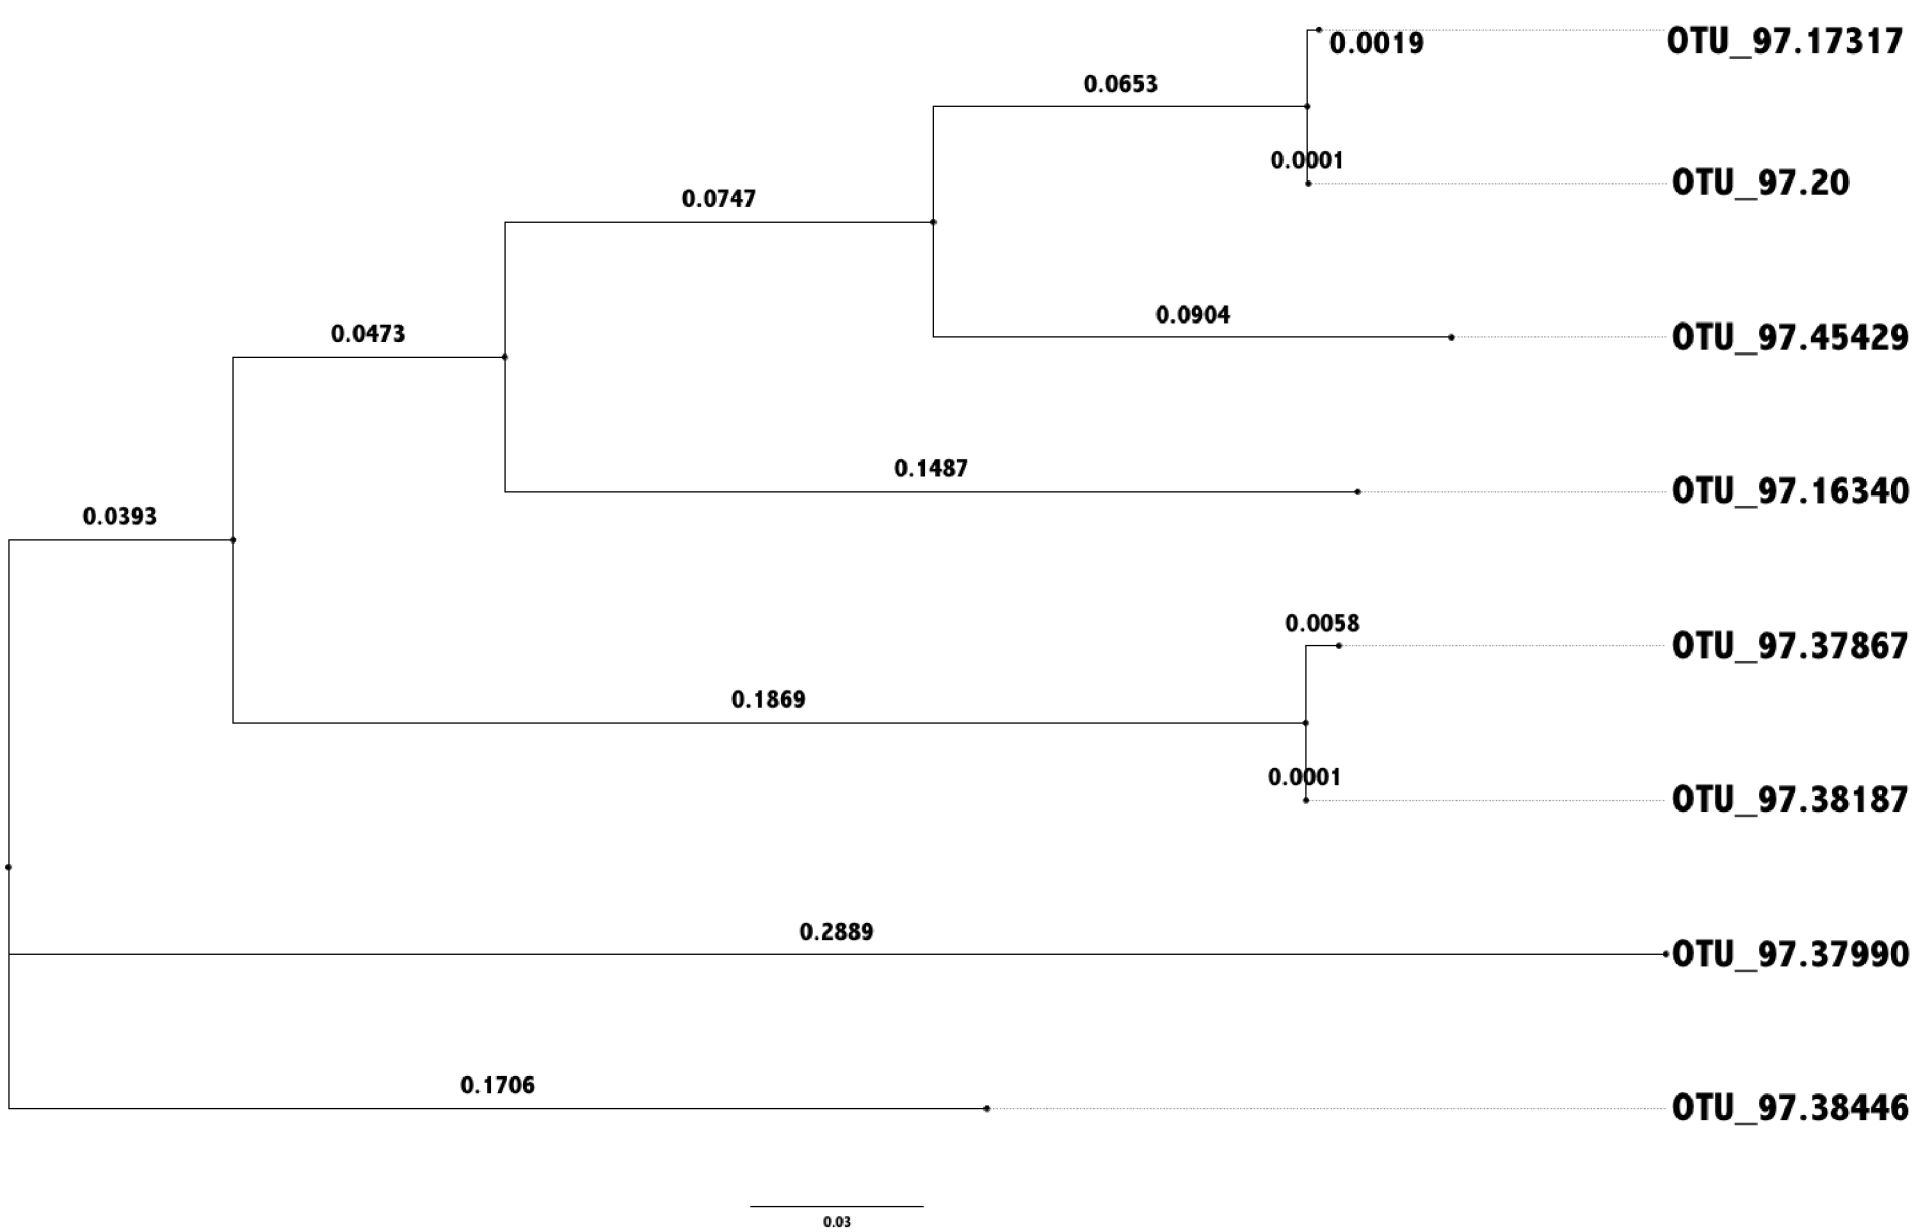 0.0019 OTU_97.17317
0.0653
0.0001 OTU_97.20
0.0747
0.0904 OTU_97.45429
0.0473
0.1487 OTU_97.16340
0.0393
0.0058 OTU_97.37867
0.1869
0.0001 OTU_97.38187
0.2889 OTU_97.37990
0.1706 OTU_97.38446
0.03